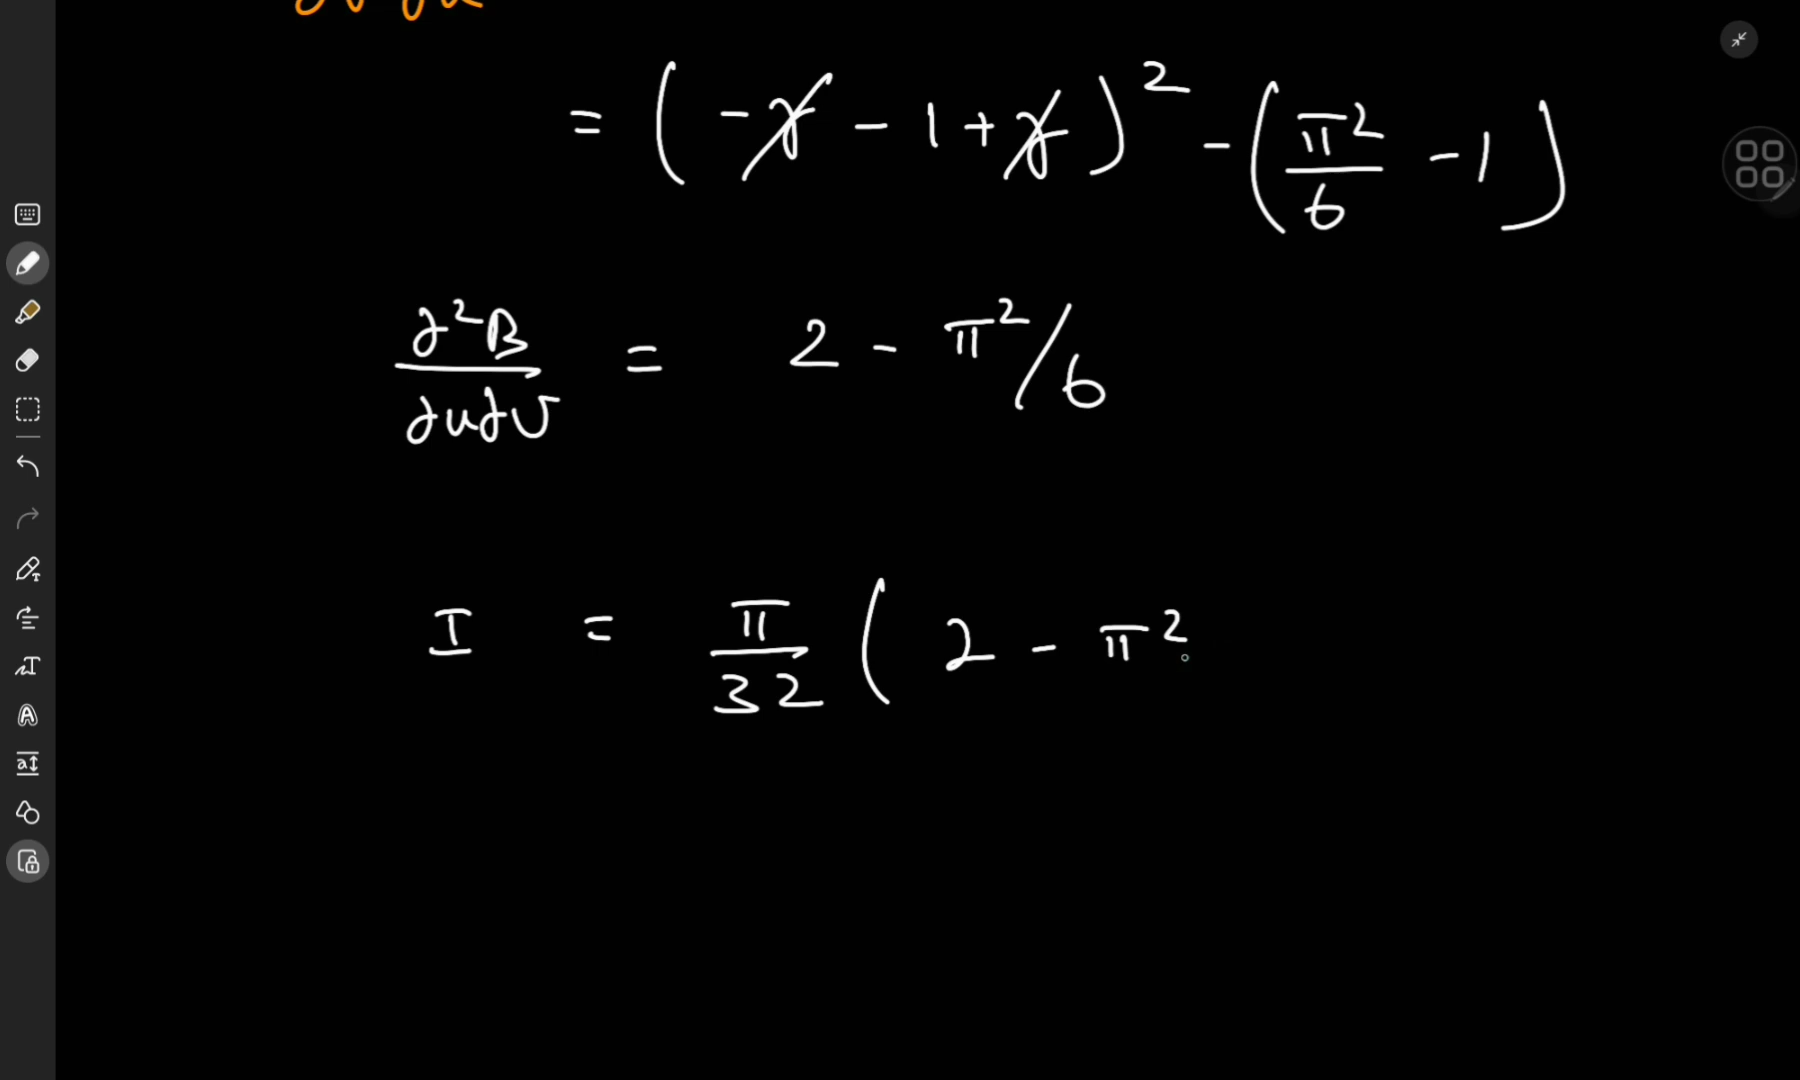 = (-γ - 1 + γ)² - (π²/6 - 1)
∂²B/∂u∂v = 2 - π²/6
I = π/32 ( 2 - π²